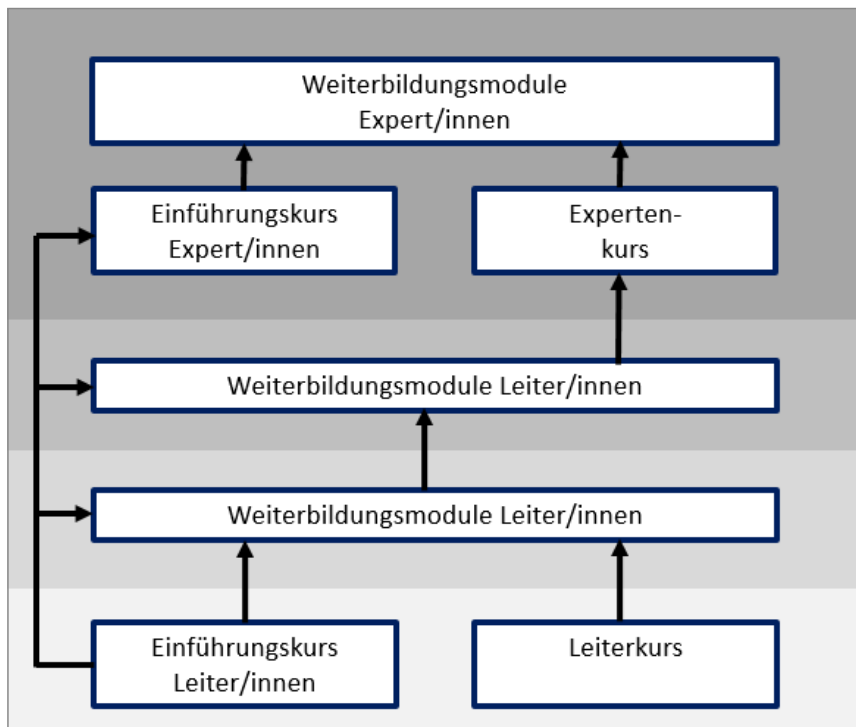 Weiterbildungsmodule
Expert/innen
Einführungskurs
Expert/innen
Experten-
kurs
Weiterbildungsmodule Leiter/innen
Weiterbildungsmodule Leiter/innen
Einführungskurs
Leiter/innen
Leiterkurs